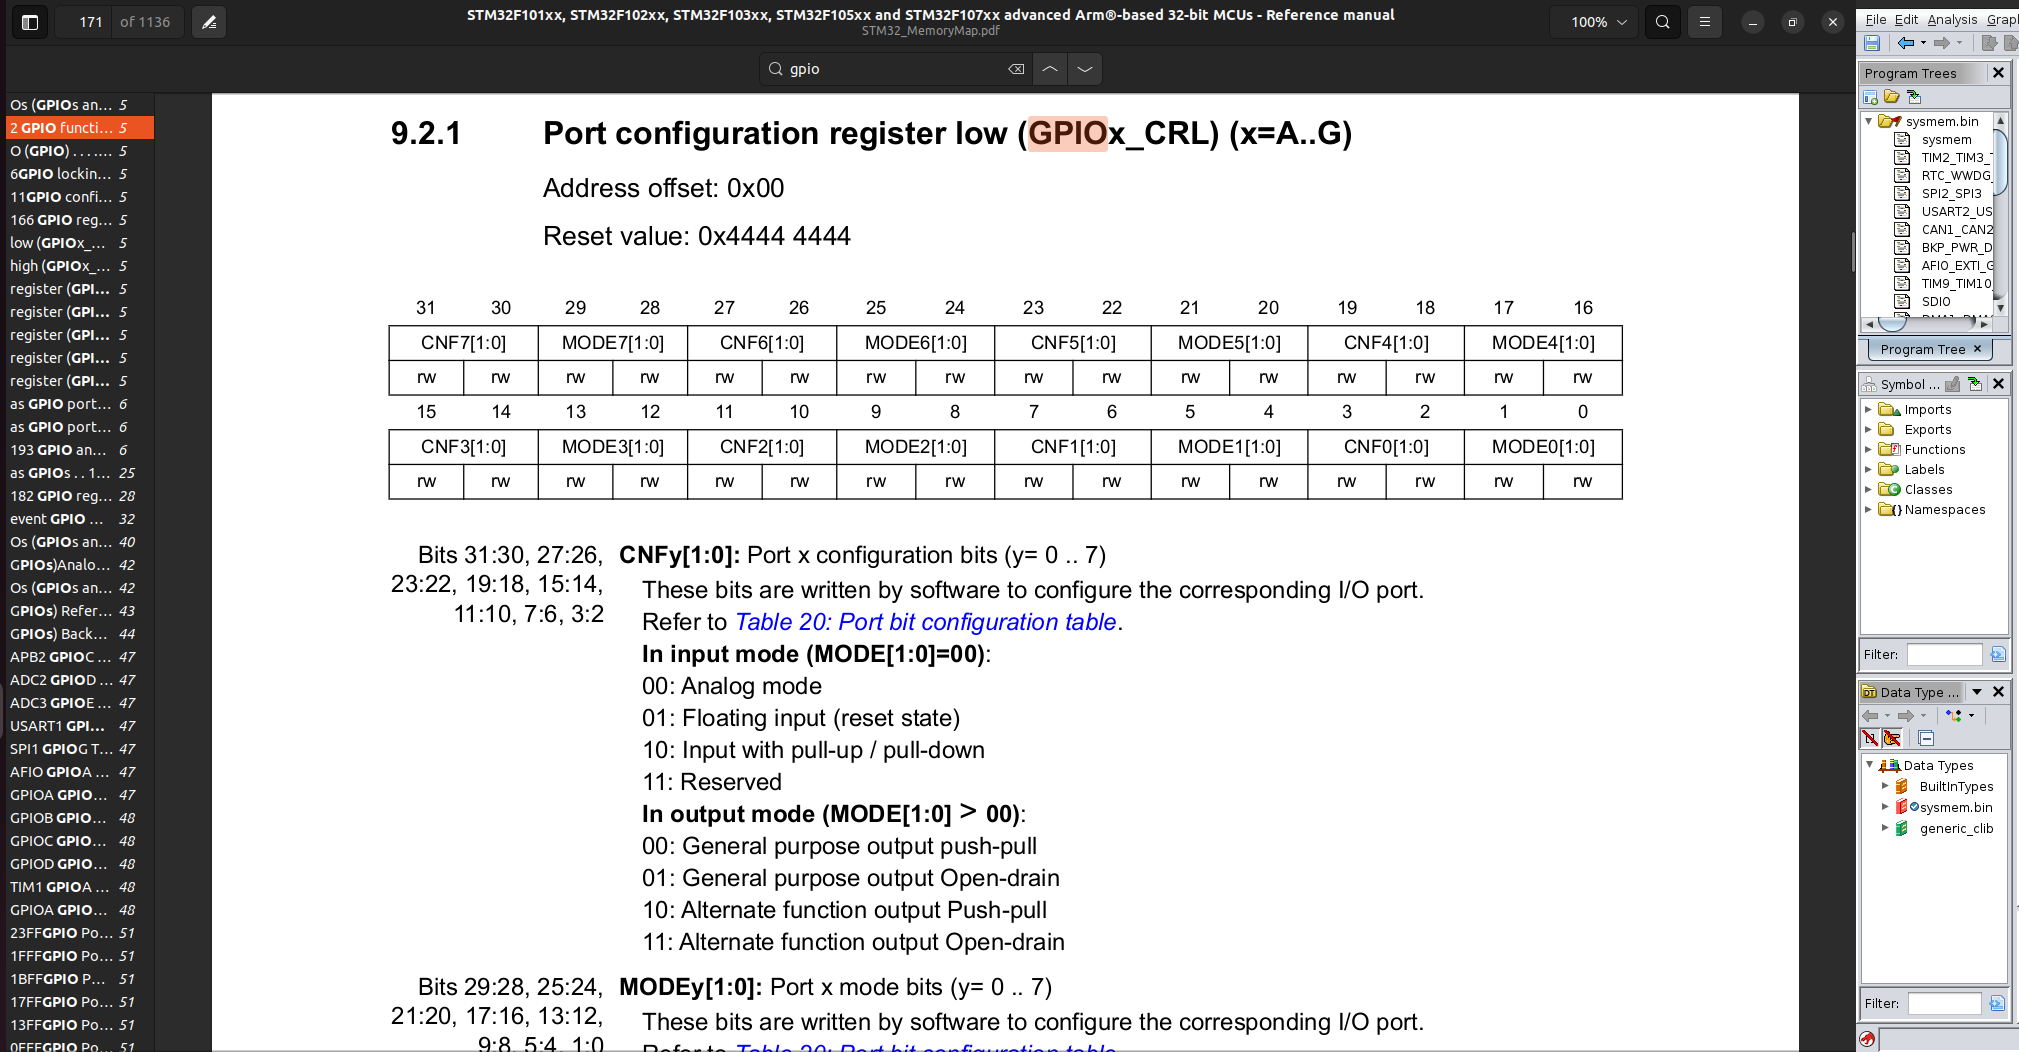 171 of 1136
STM32F101xx, STM32F102xx, STM32F103xx, STM32F105xx and STM32F107xx advanced Arm®-based 32-bit MCUs - Reference manual
STM32_MemoryMap.pdf
100%
gpio
Os (GPIOs an... 5
2 GPIO functi... 5
O (GPIO) . . . .... 5
6GPIO lockin... 5
11GPIO confi... 5
166 GPIO reg... 5
low (GPIOx_... 5
high (GPIOx_... 5
register (GPI... 5
register (GPI... 5
register (GPI... 5
register (GPI... 5
register (GPI... 5
as GPIO port... 6
as GPIO port... 6
193 GPIO an... 6
as GPIOs . . 1... 25
182 GPIO reg... 28
event GPIO ... 32
Os (GPIOs an... 40
GPIOs)Analo... 42
Os (GPIOs an... 42
GPIOs) Refer... 43
GPIOs) Back... 44
APB2 GPIOC ... 47
ADC2 GPIOD ... 47
ADC3 GPIOE ... 47
USART1 GPI... 47
SPI1 GPIOG T... 47
AFIO GPIOA ... 47
GPIOA GPIO... 47
GPIOB GPIO... 48
GPIOC GPIO... 48
GPIOD GPIO... 48
TIM1 GPIOA ... 48
GPIOA GPIO... 48
23FFGPIO Po... 51
1FFFGPIO Po... 51
1BFFGPIO P... 51
17FFGPIO Po... 51
13FFGPIO Po... 51
0FFFGPIO Po... 51
9.2.1 Port configuration register low (GPIOx_CRL) (x=A..G)
Address offset: 0x00
Reset value: 0x4444 4444
31 30 29 28 27 26 25 24 23 22 21 20 19 18 17 16
CNF7[1:0] MODE7[1:0] CNF6[1:0] MODE6[1:0] CNF5[1:0] MODE5[1:0] CNF4[1:0] MODE4[1:0]
rw rw rw rw rw rw rw rw rw rw rw rw rw rw rw rw
15 14 13 12 11 10 9 8 7 6 5 4 3 2 1 0
CNF3[1:0] MODE3[1:0] CNF2[1:0] MODE2[1:0] CNF1[1:0] MODE1[1:0] CNF0[1:0] MODE0[1:0]
rw rw rw rw rw rw rw rw rw rw rw rw rw rw rw rw
Bits 31:30, 27:26, CNFy[1:0]: Port x configuration bits (y= 0 .. 7)
23:22, 19:18, 15:14, These bits are written by software to configure the corresponding I/O port.
11:10, 7:6, 3:2 Refer to Table 20: Port bit configuration table.
In input mode (MODE[1:0]=00):
00: Analog mode
01: Floating input (reset state)
10: Input with pull-up / pull-down
11: Reserved
In output mode (MODE[1:0] > 00):
00: General purpose output push-pull
01: General purpose output Open-drain
10: Alternate function output Push-pull
11: Alternate function output Open-drain
Bits 29:28, 25:24, MODEy[1:0]: Port x mode bits (y= 0 .. 7)
21:20, 17:16, 13:12, These bits are written by software to configure the corresponding I/O port.
9:8, 5:4, 1:0 Refer to Table 20: Port bit configuration table.
File Edit Analysis Graph
Program Trees
sysmem.bin
sysmem
TIM2_TIM3_T
RTC_WWDG_
SPI2_SPI3
USART2_US
CAN1_CAN2
BKP_PWR_D
AFIO_EXTI_G
TIM9_TIM10_
SDIO
Program Tree
Symbol ...
Imports
Exports
Functions
Labels
Classes
Namespaces
Filter:
Data Type ...
Data Types
BuiltInTypes
sysmem.bin
generic_clib
Filter: